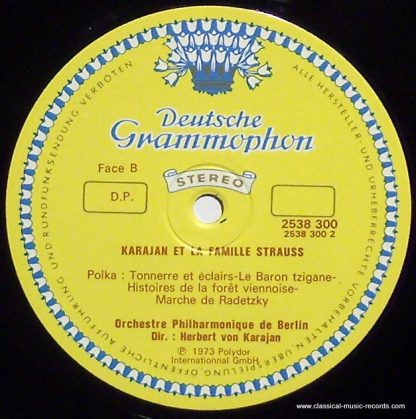 Deutsche
Grammophon
Face B
STEREO
D.P.
2538 300
2538 300 2
KARAJAN ET LA FAMILLE STRAUSS
Polka : Tonnerre et éclairs-Le Baron tzigane-
Histoires de la forêt viennoise-
Marche de Radetzky
Orchestre Philharmonique de Berlin
Dir. : Herbert von Karajan
Ⓟ 1973 Polydor
Internationnal GmbH
ALLE HERSTELLER- UND URHEBERRECHTE VORBEHALTEN · ÜBERSPIELUNG, ÖFFENTLICHE AUFFÜHRUNG UND RUNDFUNKSENDUNG VERBOTEN
www.classical-music-records.com